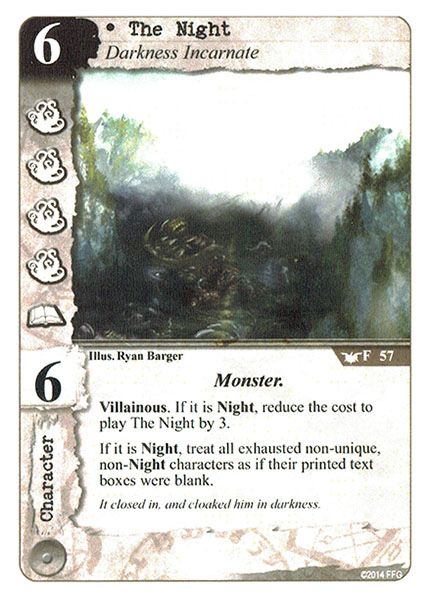 6
• The Night
Darkness Incarnate
Illus. Ryan Barger
F 57
6
Character
Monster.
Villainous. If it is Night, reduce the cost to
play The Night by 3.
If it is Night, treat all exhausted non-unique,
non-Night characters as if their printed text
boxes were blank.
It closed in, and cloaked him in darkness.
©2014 FFG